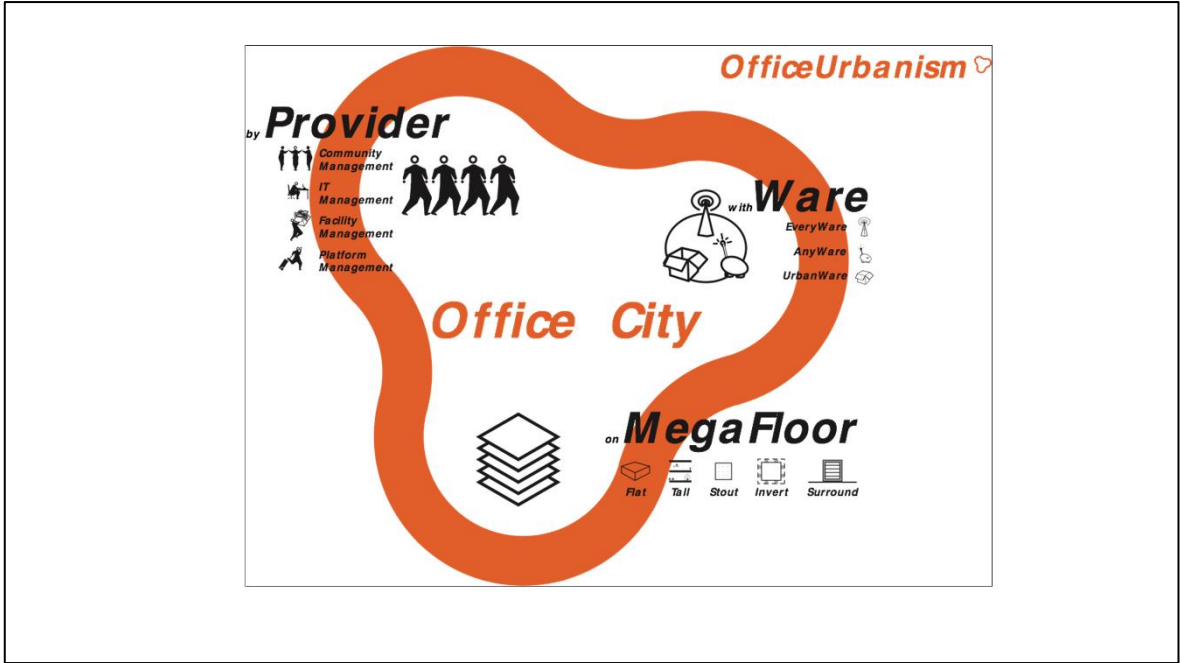 OfficeUrbanism
by Provider
Community
Management
IT
Management
Facility
Management
Platform
Management
with Ware
EveryWare
AnyWare
UrbanWare
Office City
on MegaFloor
Flat Tall Stout Invert Surround